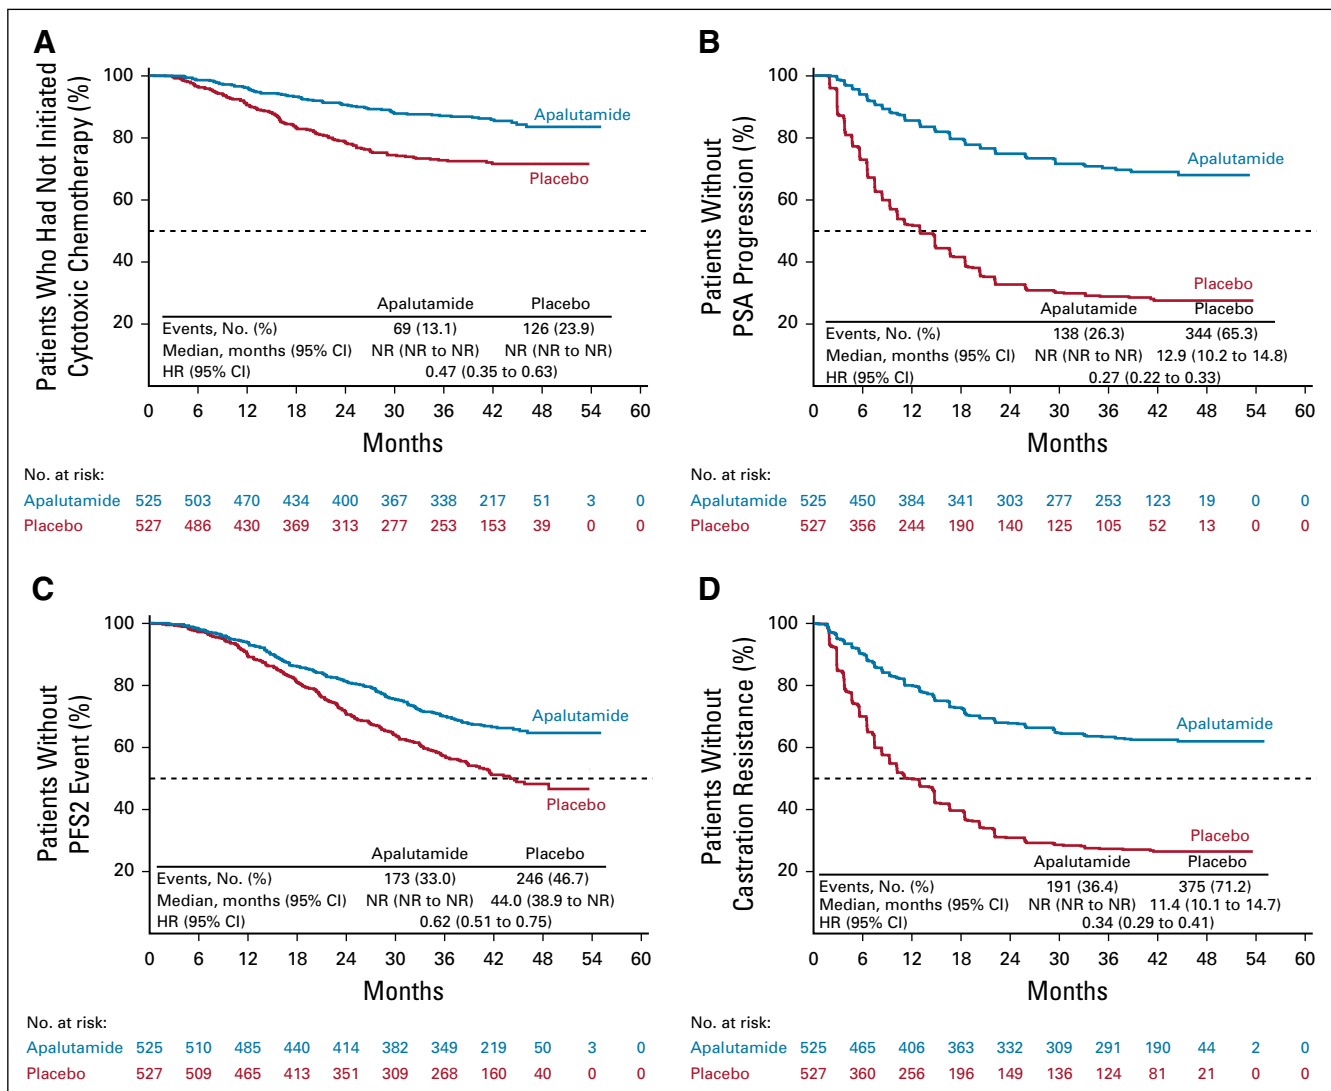 A
Patients Who Had Not Initiated
Cytotoxic Chemotherapy (%)
100
80
60
40
20
Apalutamide
Placebo
Apalutamide Placebo
Events, No. (%) 69 (13.1) 126 (23.9)
Median, months (95% CI) NR (NR to NR) NR (NR to NR)
HR (95% CI) 0.47 (0.35 to 0.63)
0 6 12 18 24 30 36 42 48 54 60
Months
No. at risk:
Apalutamide 525 503 470 434 400 367 338 217 51 3 0
Placebo 527 486 430 369 313 277 253 153 39 0 0
B
Patients Without
PSA Progression (%)
100
80
60
40
20
Apalutamide
Placebo
Apalutamide Placebo
Events, No. (%) 138 (26.3) 344 (65.3)
Median, months (95% CI) NR (NR to NR) 12.9 (10.2 to 14.8)
HR (95% CI) 0.27 (0.22 to 0.33)
0 6 12 18 24 30 36 42 48 54 60
Months
No. at risk:
Apalutamide 525 450 384 341 303 277 253 123 19 0 0
Placebo 527 356 244 190 140 125 105 52 13 0 0
C
Patients Without
PFS2 Event (%)
100
80
60
40
20
Apalutamide
Placebo
Apalutamide Placebo
Events, No. (%) 173 (33.0) 246 (46.7)
Median, months (95% CI) NR (NR to NR) 44.0 (38.9 to NR)
HR (95% CI) 0.62 (0.51 to 0.75)
0 6 12 18 24 30 36 42 48 54 60
Months
No. at risk:
Apalutamide 525 510 485 440 414 382 349 219 50 3 0
Placebo 527 509 465 413 351 309 268 160 40 0 0
D
Patients Without
Castration Resistance (%)
100
80
60
40
20
Apalutamide
Placebo
Apalutamide Placebo
Events, No. (%) 191 (36.4) 375 (71.2)
Median, months (95% CI) NR (NR to NR) 11.4 (10.1 to 14.7)
HR (95% CI) 0.34 (0.29 to 0.41)
0 6 12 18 24 30 36 42 48 54 60
Months
No. at risk:
Apalutamide 525 465 406 363 332 309 291 190 44 2 0
Placebo 527 360 256 196 149 136 124 81 21 0 0